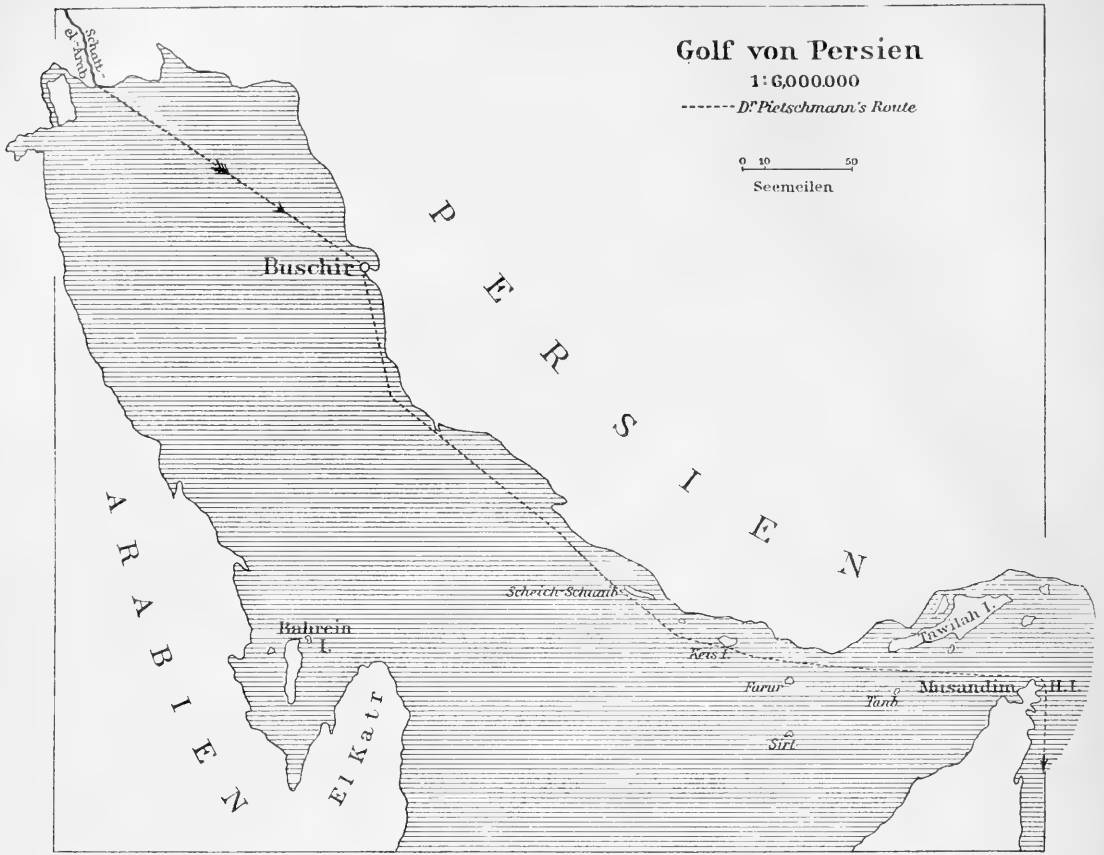 Golf von Persien
1:6,000.000
Dr Pietschmann's Route
0 10 50
Seemeilen
Schatt-
el-Arab
Buschir
PERSIEN
ARABIEN
Scheich-Schuaib
Bahrein
I.
Tawilah I.
Keis I.
Farur
Tanb
Musandim
H.I.
Sirt
El Katr